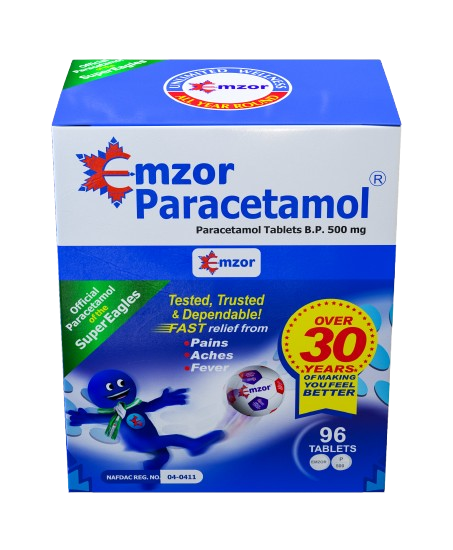 Official
Paracetamol
of the
SuperEagles
UNLIMITED WELLNESS
Emzor
ALL YEAR ROUND
Emzor
Paracetamol ®
Paracetamol Tablets B.P. 500 mg
Emzor
Official
Paracetamol
of the
SuperEagles
Tested, Trusted
& Dependable!
FAST relief from
•Pains
•Aches
•Fever
Emzor
OVER
30
YEARS
OF MAKING
YOU FEEL
BETTER
96
TABLETS
EMZOR
P
500
NAFDAC REG. NO. 04-0411